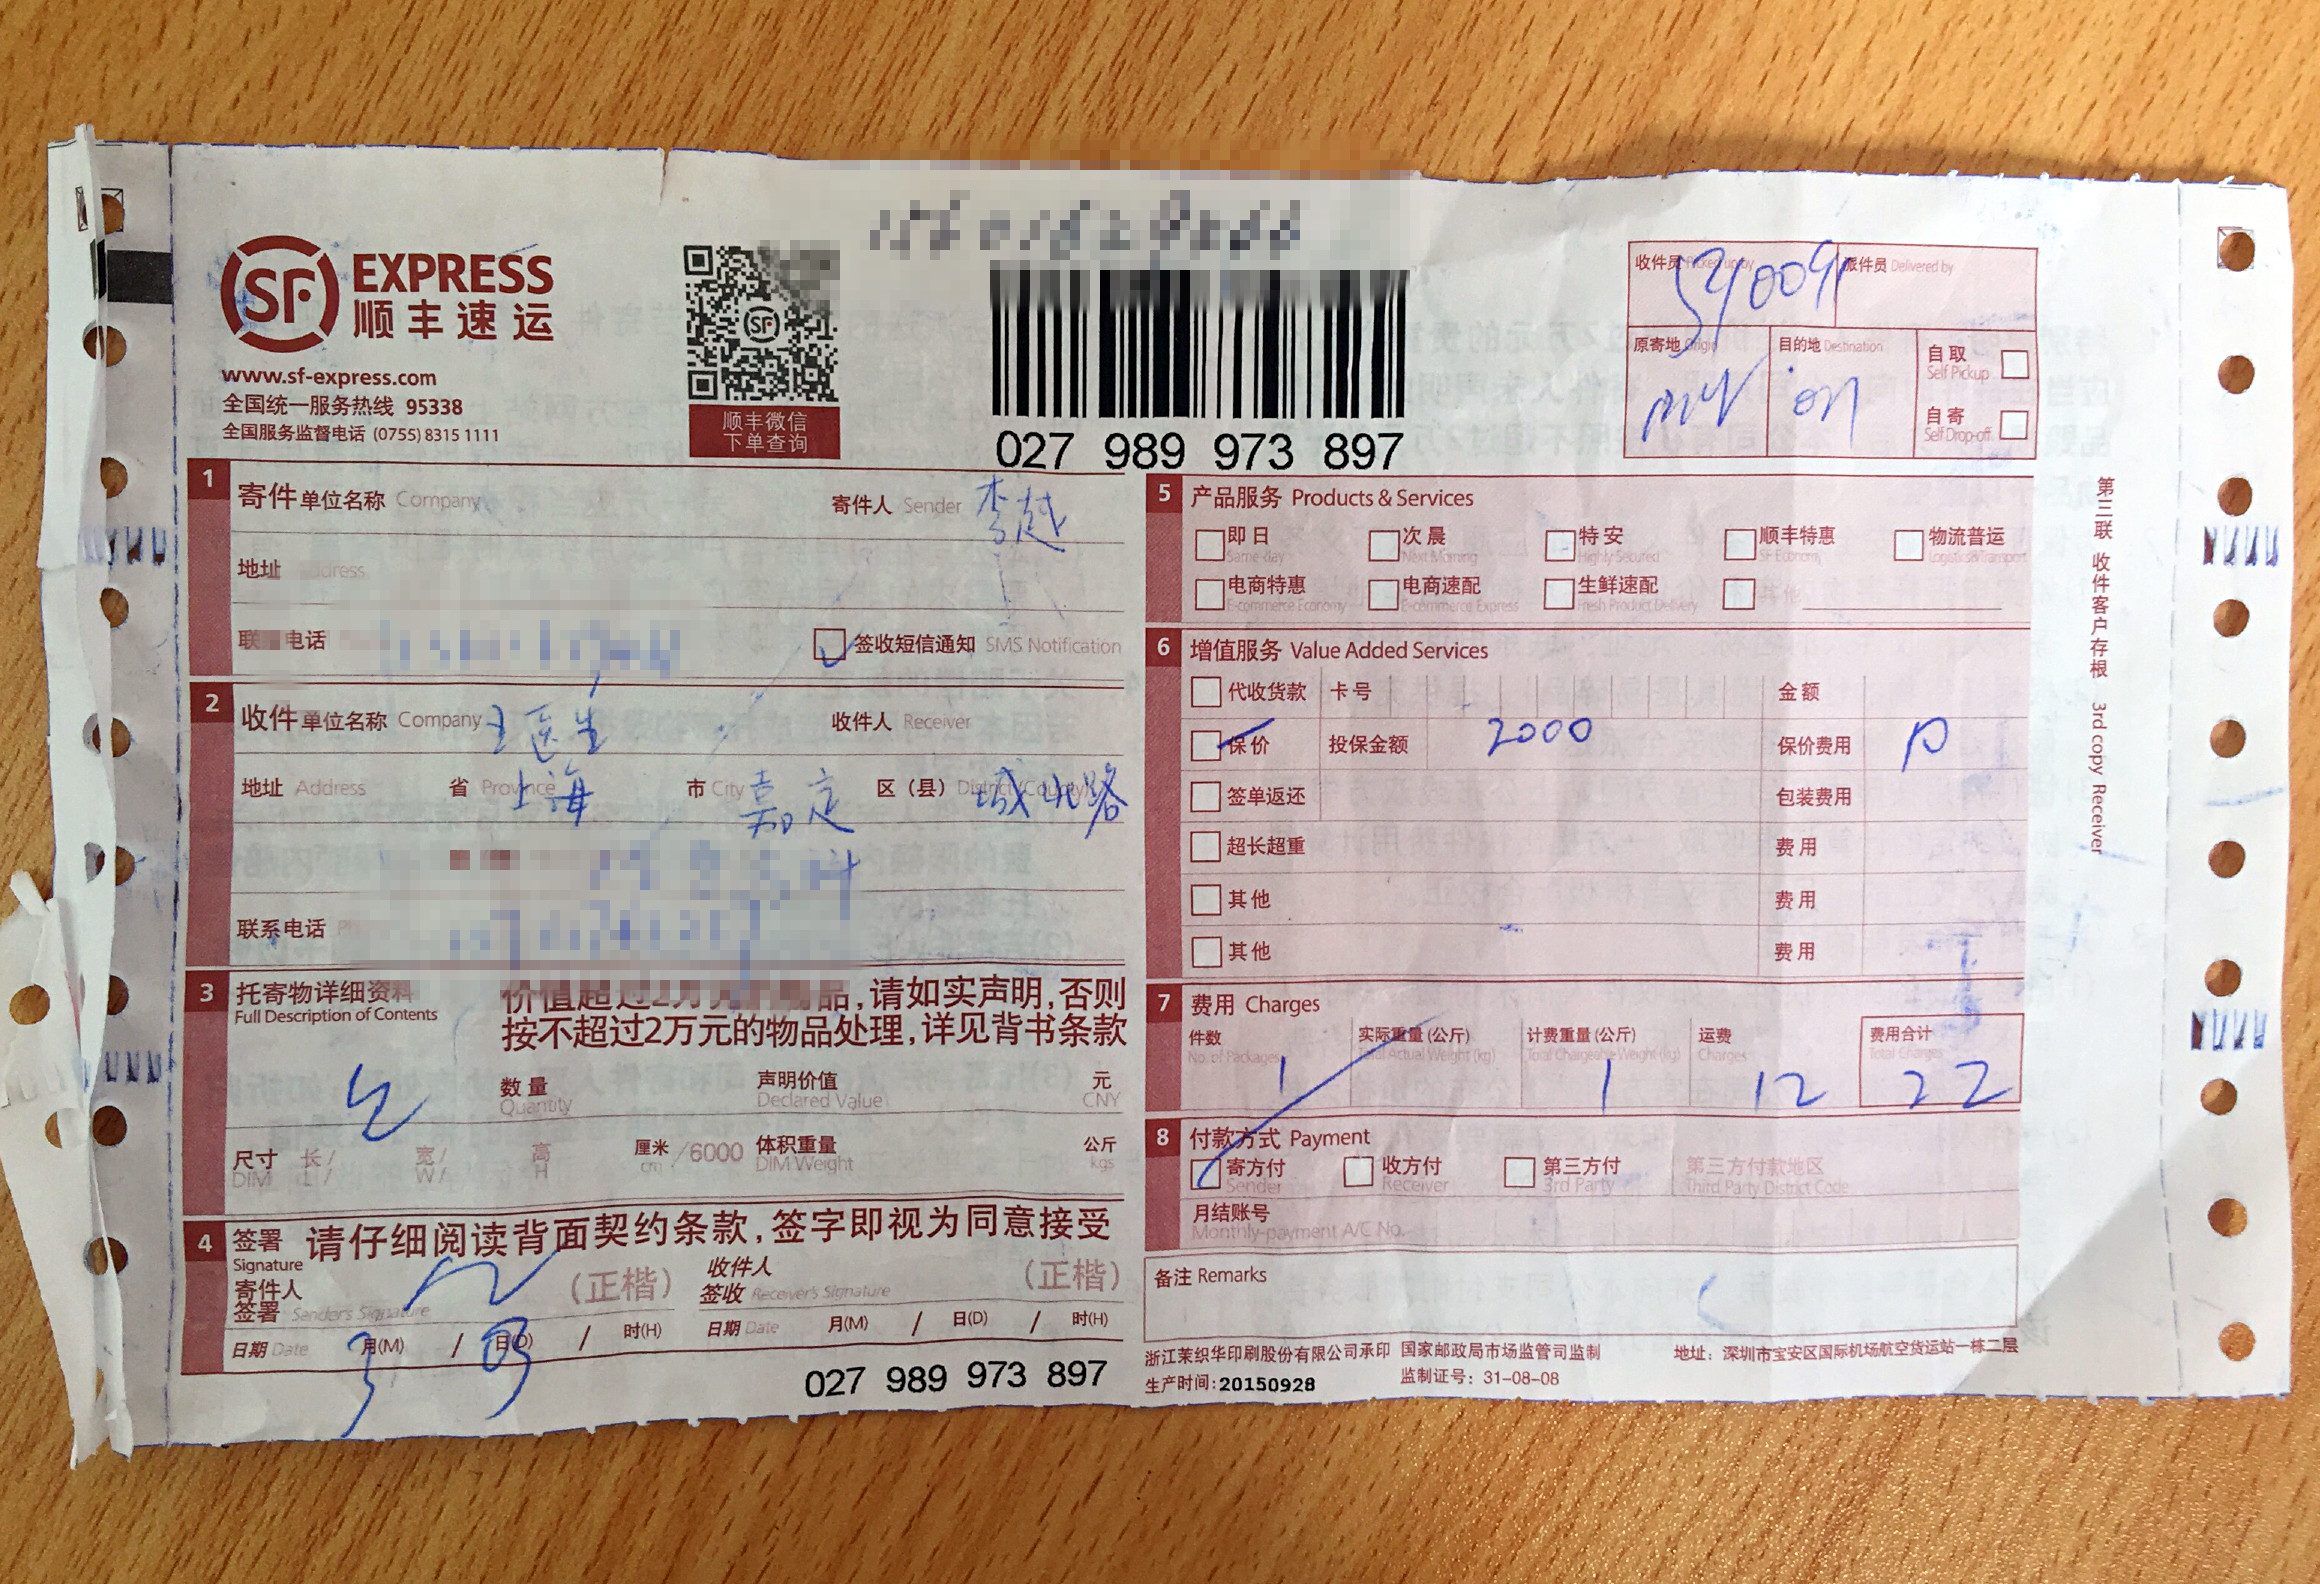 SF EXPRESS
顺丰速运
www.sf-express.com
全国统一服务热线 95338
全国服务监督电话 (0755) 8315 1111
顺丰微信
下单查询
027 989 973 897
收件员 Picked up by 派件员 Delivered by
原寄地 Origin 目的地 Destination
自取 Self Pickup
自寄 Self Drop-off
1 寄件单位名称 Company 寄件人 Sender 李越
地址
电话 签收短信通知 SMS Notification
2 收件单位名称 Company 王医生 收件人 Receiver
地址 Address 省 Province 上海 市 City 嘉定 区（县）District (County) 城北路
联系电话
3 托寄物详细资料 Full Description of Contents
价值超过2万元的物品,请如实声明,否则
按不超过2万元的物品处理,详见背书条款
数量 Quantity 声明价值 Declared Value 元 CNY
尺寸 DIM 长/ L/ 宽/ W/ 高 H 厘米 cm /6000 体积重量 DIM Weight 公斤 kgs
4 签署 Signature 请仔细阅读背面契约条款,签字即视为同意接受
寄件人签署 Sender's Signature (正楷) 收件人签收 Receiver's Signature (正楷)
日期 Date 3 月(M) / 日(D) / 时(H) 日期 Date 月(M) / 日(D) / 时(H)
027 989 973 897
5 产品服务 Products & Services
即日 Same-day 次晨 Next Morning 特安 Highly Secured 顺丰特惠 SF Economy 物流普运 Logistics Transport
电商特惠 E-commerce Economy 电商速配 E-commerce Express 生鲜速配 Fresh Product Delivery 其他
6 增值服务 Value Added Services
代收货款 卡号 金额
保价 投保金额 2000 保价费用
签单返还 包装费用
超长超重 费用
其他 费用
其他 费用
7 费用 Charges
件数 No. of Packages 实际重量(公斤) Total Actual Weight (kg) 计费重量(公斤) Total Chargeable Weight (kg) 运费 Charges 费用合计 Total Charges
1 1 12 22
8 付款方式 Payment
寄方付 Sender 收方付 Receiver 第三方付 3rd Party 第三方付款地区 Third Party District Code
月结账号 Monthly-payment A/C No.
备注 Remarks
浙江茉织华印刷股份有限公司承印 国家邮政局市场监管司监制 地址：深圳市宝安区国际机场航空货运站一栋二层
生产时间:20150928 监制证号：31-08-08
第三联 收件客户存根 3rd copy Receiver